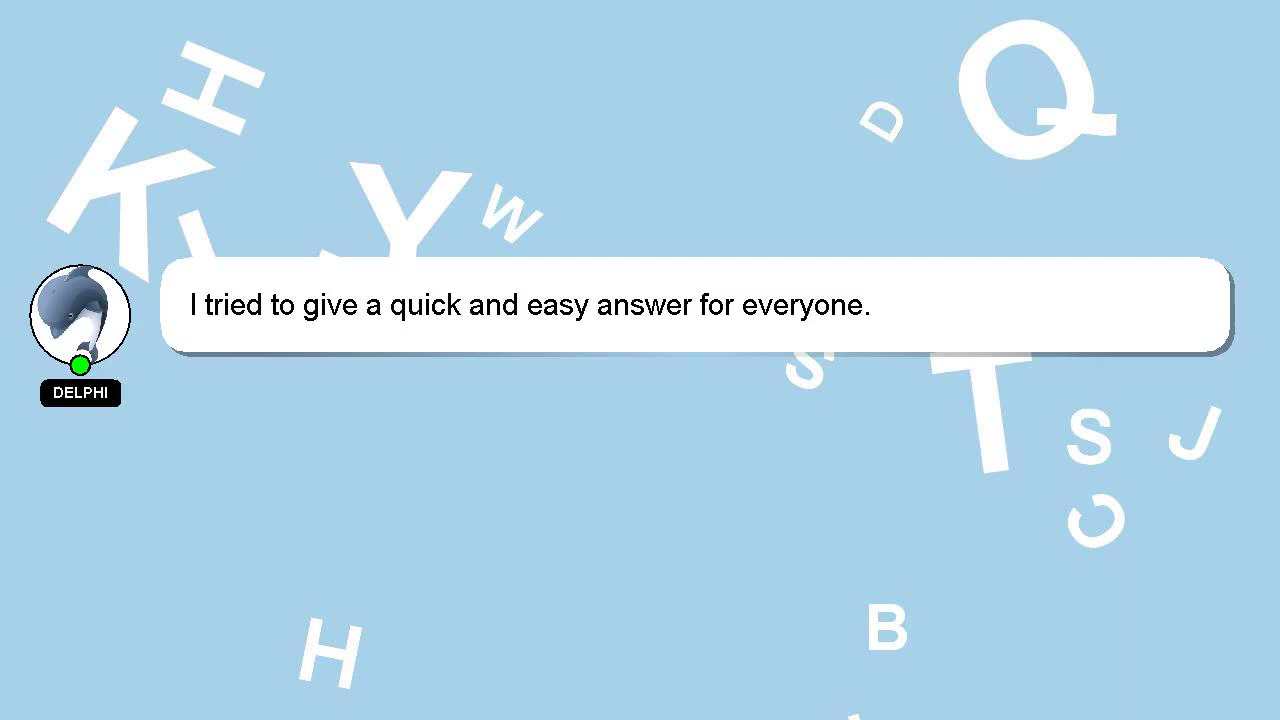 H
D
Q
K
Y
W
I tried to give a quick and easy answer for everyone.
DELPHI
S
T
S
J
C
B
H